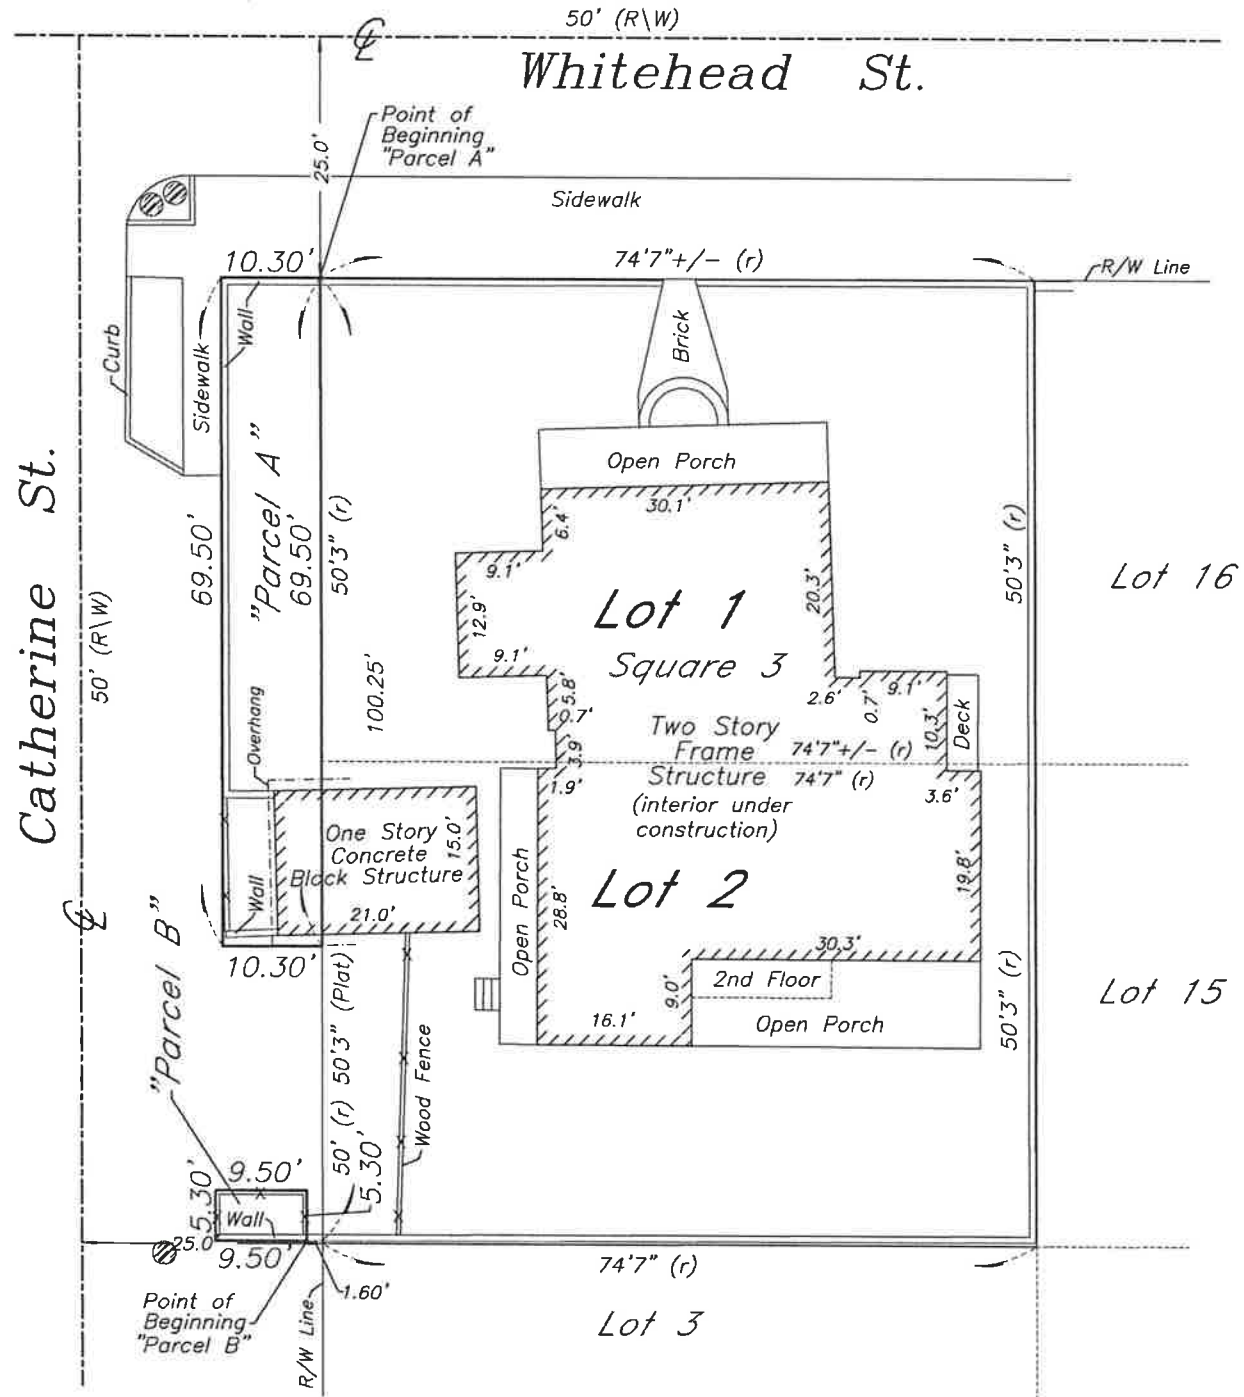 50' (R\W)
℄
Whitehead St.
Point of
Beginning
"Parcel A"
25.0'
Sidewalk
10.30'
74'7"+/- (r)
R/W Line
Curb
Sidewalk
Wall
Brick
"Parcel A"
69.50'
69.50'
50'3" (r)
Open Porch
30.1'
6.4'
9.1'
12.9'
9.1'
20.3'
50'3" (r)
Lot 16
Lot 1
Square 3
Catherine St.
50' (R\W)
100.25'
5.8'
0.7'
3.9'
1.9'
2.6'
0.7'
9.1'
10.3'
Deck
3.6'
Two Story
Frame
Structure
(interior under
construction)
74'7"+/- (r)
74'7" (r)
Overhang
One Story
Concrete
Block Structure
15.0'
21.0'
Wall
℄
10.30'
Lot 2
Open Porch
28.8'
19.8'
30.3'
2nd Floor
9.0'
16.1'
Open Porch
50'3" (r)
Lot 15
"Parcel B"
50' (r) 50'3" (Plat)
Wood Fence
9.50'
5.30'
5.30'
Wall
25.0'
9.50'
1.60'
74'7" (r)
Point of
Beginning
"Parcel B"
R/W Line
Lot 3